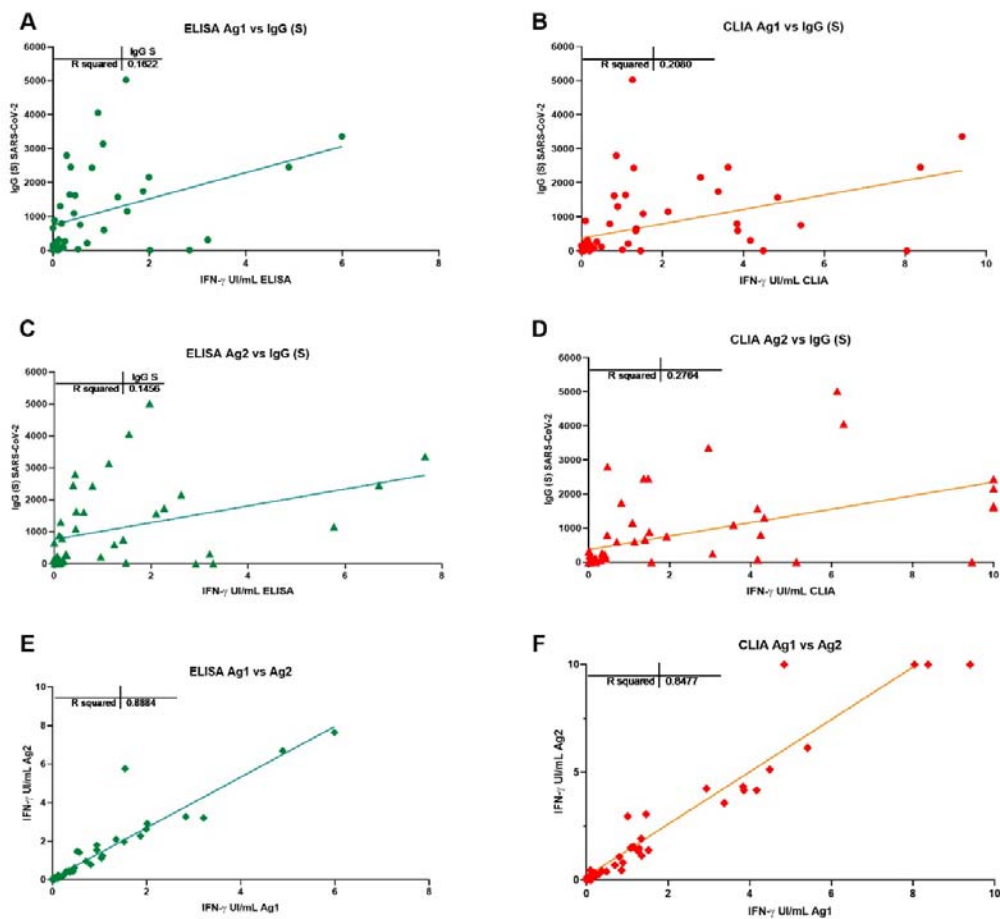 A
ELISA Ag1 vs IgG (S)
IgG S
R squared 0.1622
6000
5000
4000
3000
2000
1000
0
IgG (S) SARS-CoV-2
0 2 4 6 8
IFN-γ UI/mL ELISA
B
CLIA Ag1 vs IgG (S)
R squared 0.2080
6000
5000
4000
3000
2000
1000
0
IgG (S) SARS-CoV-2
0 2 4 6 8 10
IFN-γ UI/mL CLIA
C
ELISA Ag2 vs IgG (S)
IgG S
R squared 0.1456
6000
5000
4000
3000
2000
1000
0
IgG (S) SARS-CoV-2
0 2 4 6 8
IFN-γ UI/mL ELISA
D
CLIA Ag2 vs IgG (S)
R squared 0.2764
6000
5000
4000
3000
2000
1000
0
IgG (S) SARS-CoV-2
0 2 4 6 8 10
IFN-γ UI/mL CLIA
E
ELISA Ag1 vs Ag2
R squared 0.8884
10
8
6
4
2
0
IFN-γ UI/mL Ag2
0 2 4 6 8
IFN-γ UI/mL Ag1
F
CLIA Ag1 vs Ag2
R squared 0.8477
10
5
0
IFN-γ UI/mL Ag2
0 2 4 6 8 10
IFN-γ UI/mL Ag1